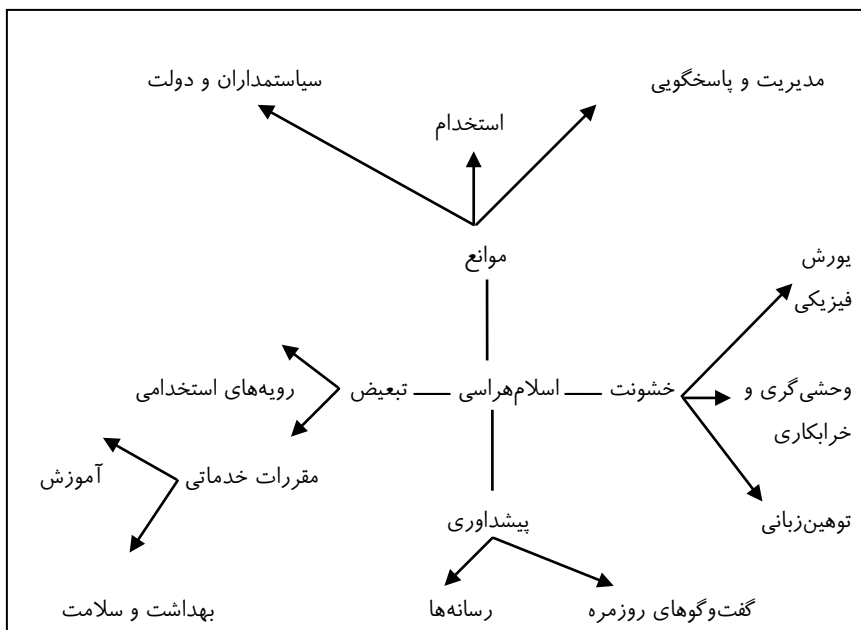 مدیریت و پاسخگویی
سیاستمداران و دولت
استخدام
موانع
یورش
فیزیکی
وحشی‌گری و
خرابکاری
توهین‌زبانی
خشونت
اسلام‌هراسی
تبعیض
رویه‌های استخدامی
مقررات خدماتی
آموزش
بهداشت و سلامت
پیشداوری
گفت‌وگوهای روزمره
رسانه‌ها